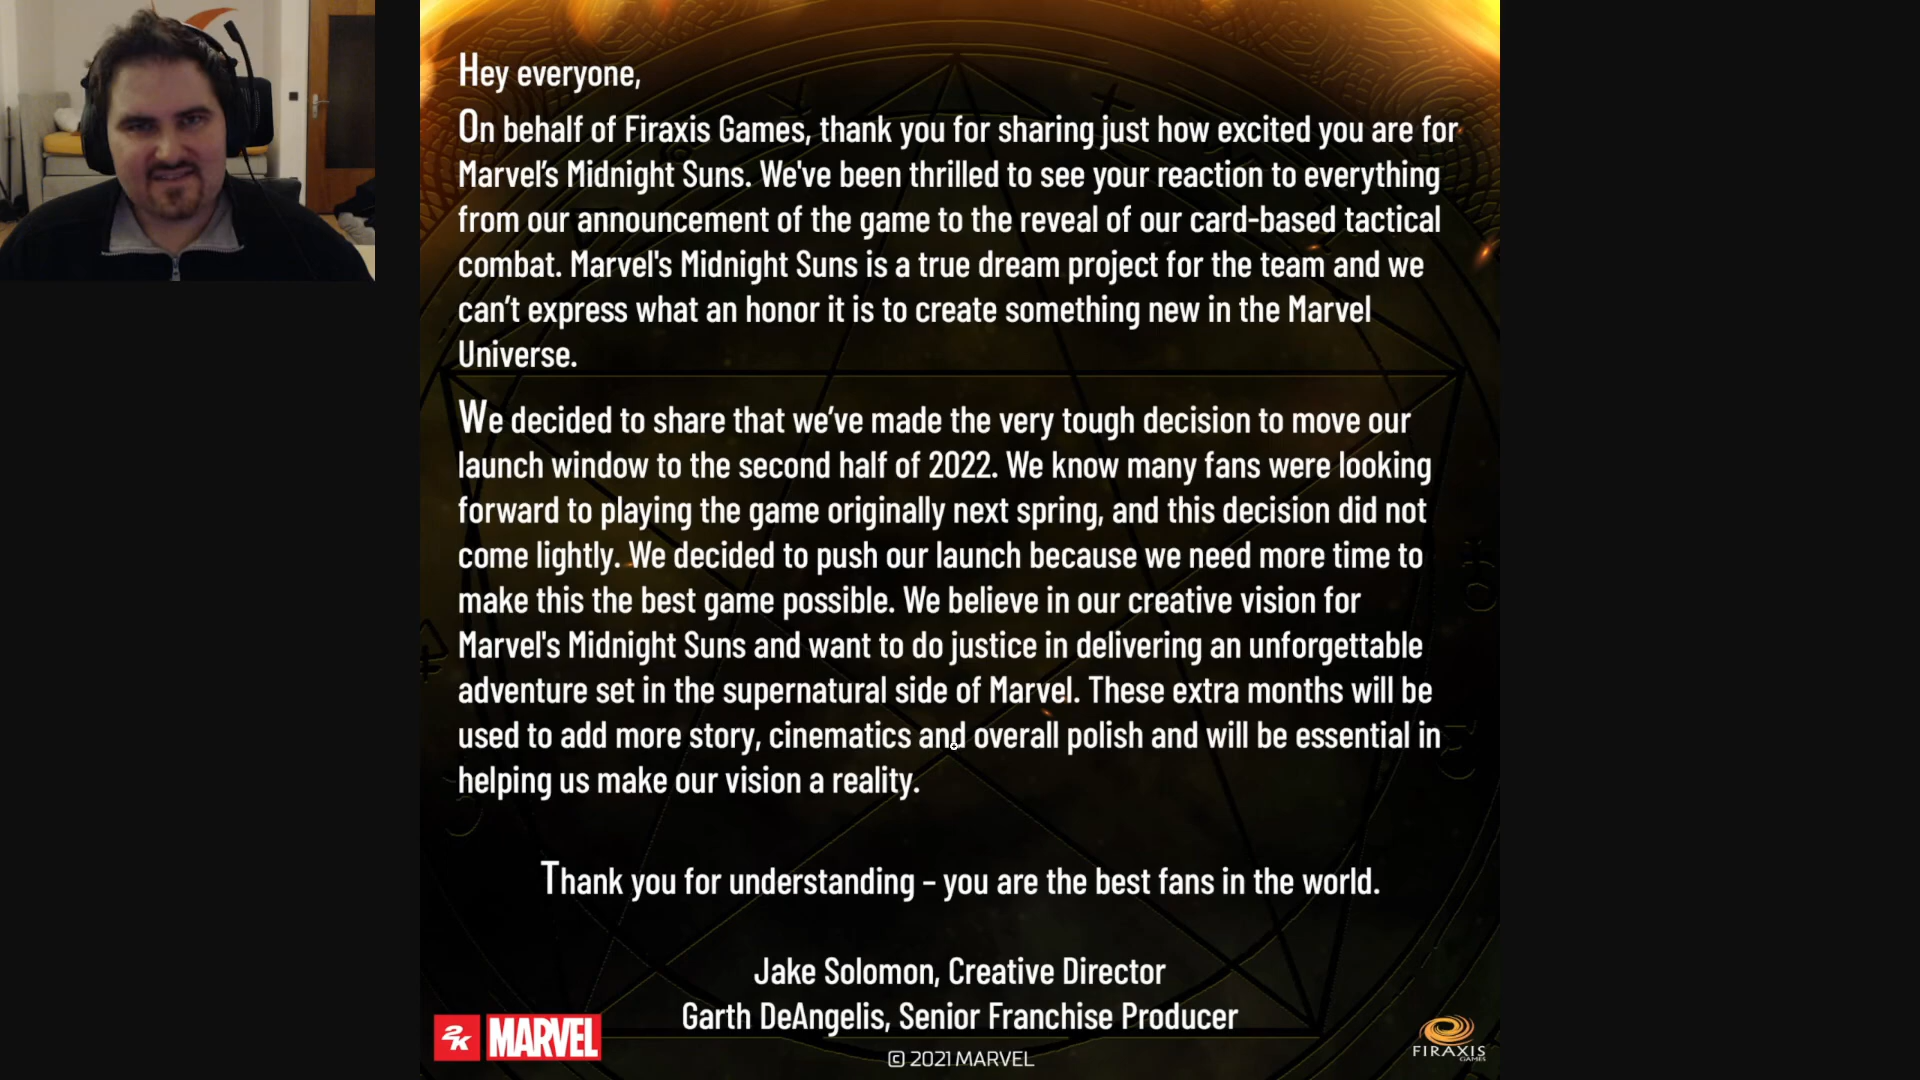 Hey everyone,
On behalf of Firaxis Games, thank you for sharing just how excited you are for
Marvel’s Midnight Suns. We've been thrilled to see your reaction to everything
from our announcement of the game to the reveal of our card-based tactical
combat. Marvel's Midnight Suns is a true dream project for the team and we
can’t express what an honor it is to create something new in the Marvel
Universe.
We decided to share that we’ve made the very tough decision to move our
launch window to the second half of 2022. We know many fans were looking
forward to playing the game originally next spring, and this decision did not
come lightly. We decided to push our launch because we need more time to
make this the best game possible. We believe in our creative vision for
Marvel's Midnight Suns and want to do justice in delivering an unforgettable
adventure set in the supernatural side of Marvel. These extra months will be
used to add more story, cinematics and overall polish and will be essential in
helping us make our vision a reality.
Thank you for understanding – you are the best fans in the world.
Jake Solomon, Creative Director
Garth DeAngelis, Senior Franchise Producer
2K MARVEL
© 2021 MARVEL
FIRAXIS
GAMES